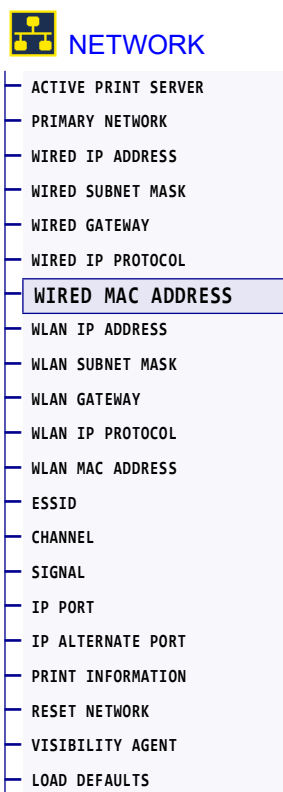 NETWORK
ACTIVE PRINT SERVER
PRIMARY NETWORK
WIRED IP ADDRESS
WIRED SUBNET MASK
WIRED GATEWAY
WIRED IP PROTOCOL
WIRED MAC ADDRESS
WLAN IP ADDRESS
WLAN SUBNET MASK
WLAN GATEWAY
WLAN IP PROTOCOL
WLAN MAC ADDRESS
ESSID
CHANNEL
SIGNAL
IP PORT
IP ALTERNATE PORT
PRINT INFORMATION
RESET NETWORK
VISIBILITY AGENT
LOAD DEFAULTS